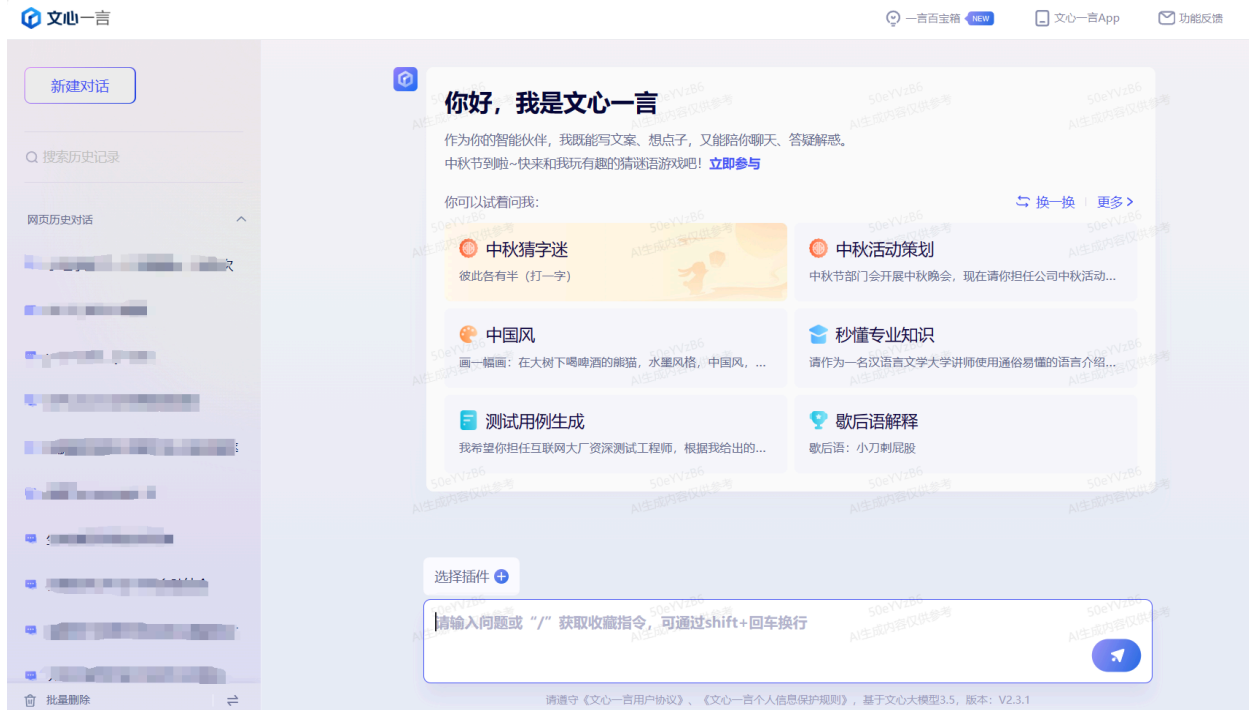 文心一言
一言百宝箱 NEW
文心一言App
功能反馈
新建对话
搜索历史记录
网页历史对话
批量删除
你好，我是文心一言
作为你的智能伙伴，我既能写文案、想点子，又能陪你聊天、答疑解惑。
中秋节到啦~快来和我玩有趣的猜谜语游戏吧！立即参与
你可以试着问我：
换一换
更多
中秋猜字迷
彼此各有半（打一字）
中秋活动策划
中秋节部门会开展中秋晚会，现在请你担任公司中秋活动...
中国风
画一幅画：在大树下喝啤酒的熊猫，水墨风格，中国风，...
秒懂专业知识
请作为一名汉语言文学大学讲师使用通俗易懂的语言介绍...
测试用例生成
我希望你担任互联网大厂资深测试工程师，根据我给出的...
歇后语解释
歇后语：小刀剌屁股
选择插件
请输入问题或“/”获取收藏指令，可通过shift+回车换行
请遵守《文心一言用户协议》、《文心一言个人信息保护规则》，基于文心大模型3.5，版本：V2.3.1
S0eYVzB6
AI生成内容仅供参考